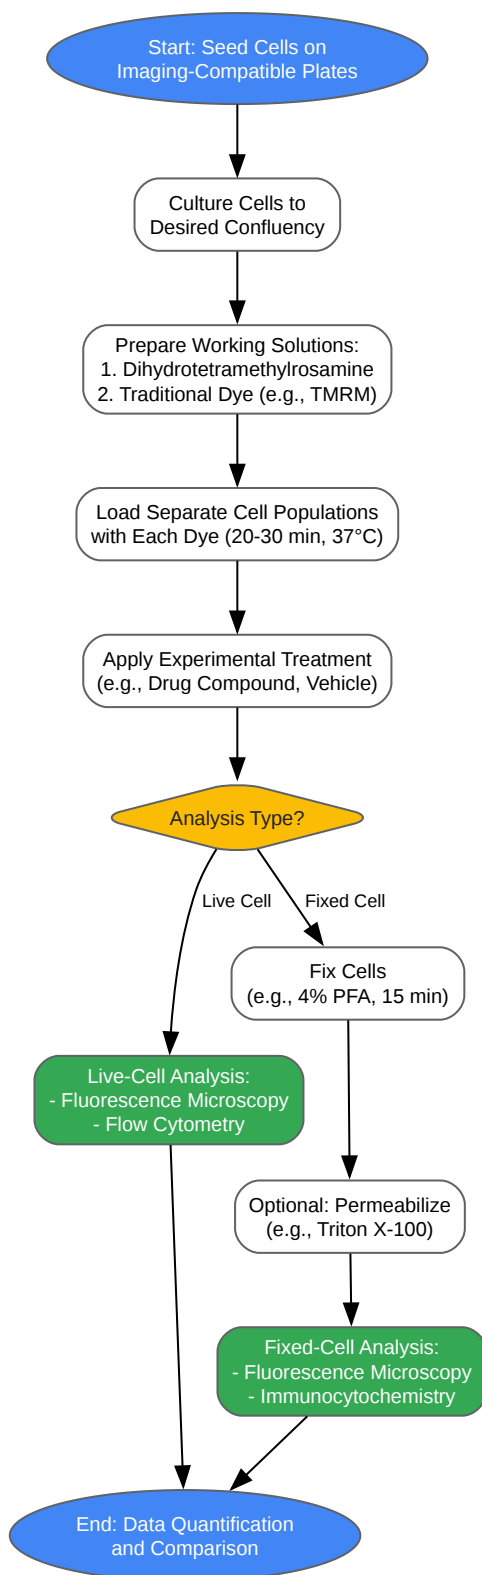 Start: Seed Cells on
Imaging-Compatible Plates
Culture Cells to
Desired Confluency
Prepare Working Solutions:
1. Dihydrotetramethylrosamine
2. Traditional Dye (e.g., TMRM)
Load Separate Cell Populations
with Each Dye (20-30 min, 37°C)
Apply Experimental Treatment
(e.g., Drug Compound, Vehicle)
Analysis Type?
Live Cell
Fixed Cell
Fix Cells
(e.g., 4% PFA, 15 min)
Live-Cell Analysis:
- Fluorescence Microscopy
- Flow Cytometry
Optional: Permeabilize
(e.g., Triton X-100)
Fixed-Cell Analysis:
- Fluorescence Microscopy
- Immunocytochemistry
End: Data Quantification
and Comparison